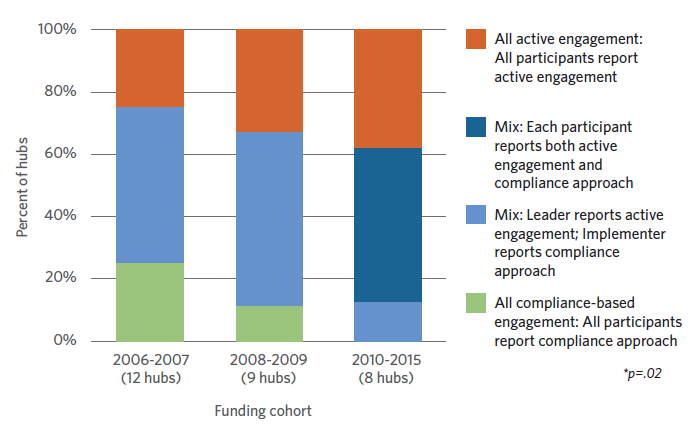 100%
80%
60%
40%
20%
0%
Percent of hubs
2006-2007
(12 hubs)
2008-2009
(9 hubs)
2010-2015
(8 hubs)
Funding cohort
All active engagement:
All participants report
active engagement
Mix: Each participant
reports both active
engagement and
compliance approach
Mix: Leader reports active
engagement; Implementer
reports compliance
approach
All compliance-based
engagement: All participants
report compliance approach
*p=.02